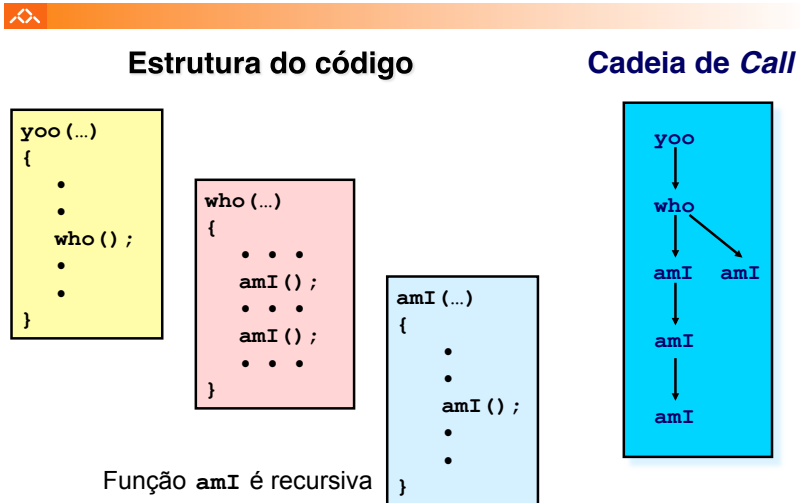 Estrutura do código
Cadeia de Call
yoo(…)
{
•
•
who();
•
•
}
who(…)
{
• • •
amI();
• • •
amI();
• • •
}
amI(…)
{
•
•
amI();
•
•
}
Função amI é recursiva
yoo
who
amI amI
amI
amI